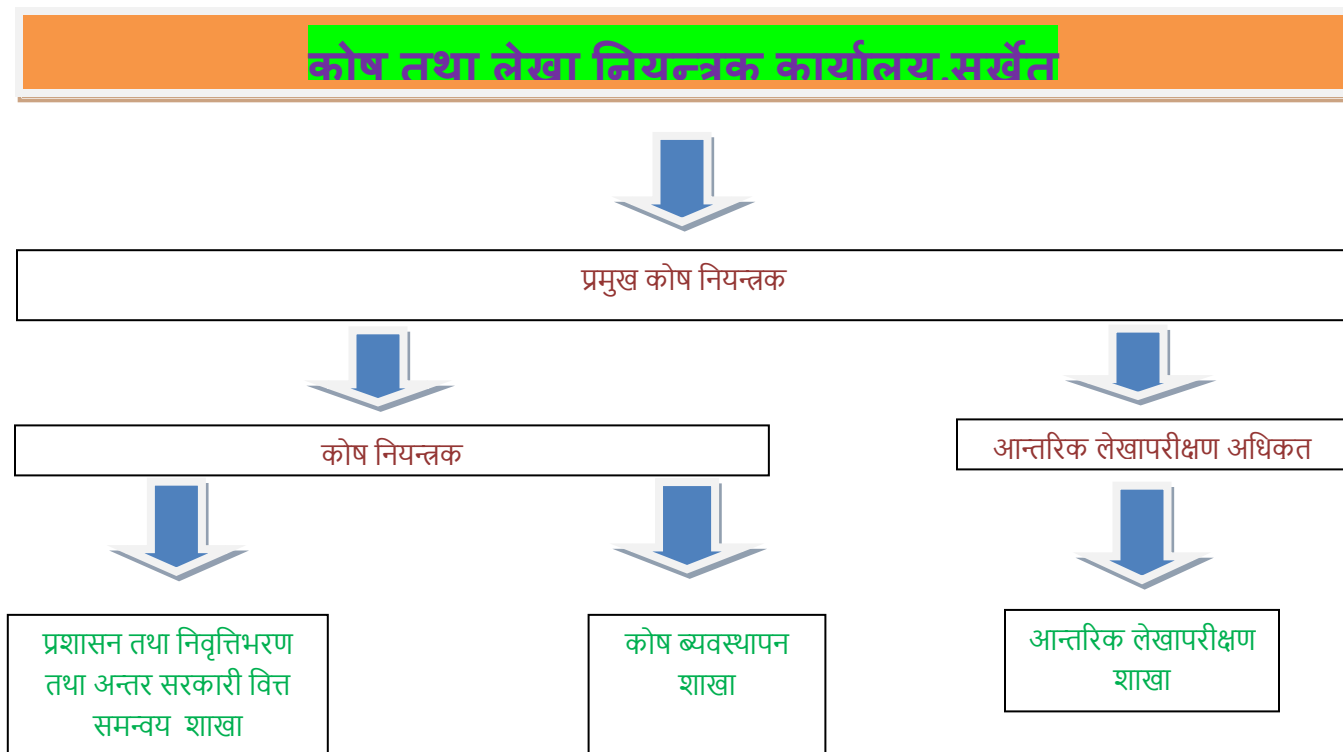 कोष तथा लेखा नियन्त्रक कार्यालय,सुर्खेत
प्रमुख कोष नियन्त्रक
कोष नियन्त्रक
आन्तरिक लेखापरीक्षण अधिकत
प्रशासन तथा निवृत्तिभरण
तथा अन्तर सरकारी वित्त
समन्वय शाखा
कोष ब्यवस्थापन
शाखा
आन्तरिक लेखापरीक्षण
शाखा